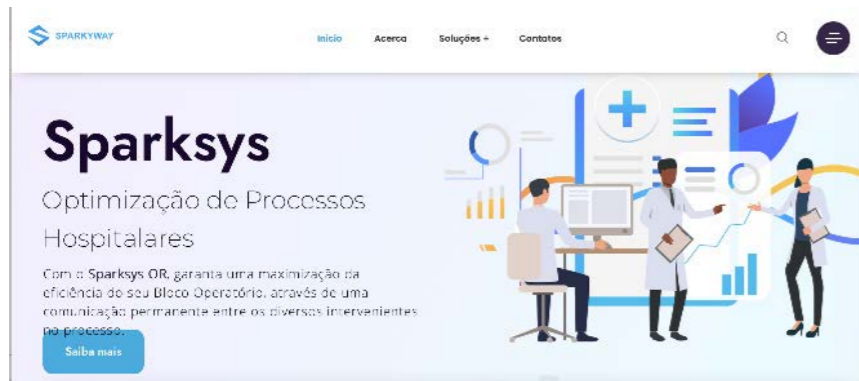 SPARKYWAY
Início Acerca Soluções + Contatos
Sparksys
Optimização de Processos
Hospitalares
Com o Sparksys OR, garanta uma maximização da
eficiência do seu Bloco Operatório, através de uma
comunicação permanente entre os diversos intervenientes
no processo.
Saiba mais